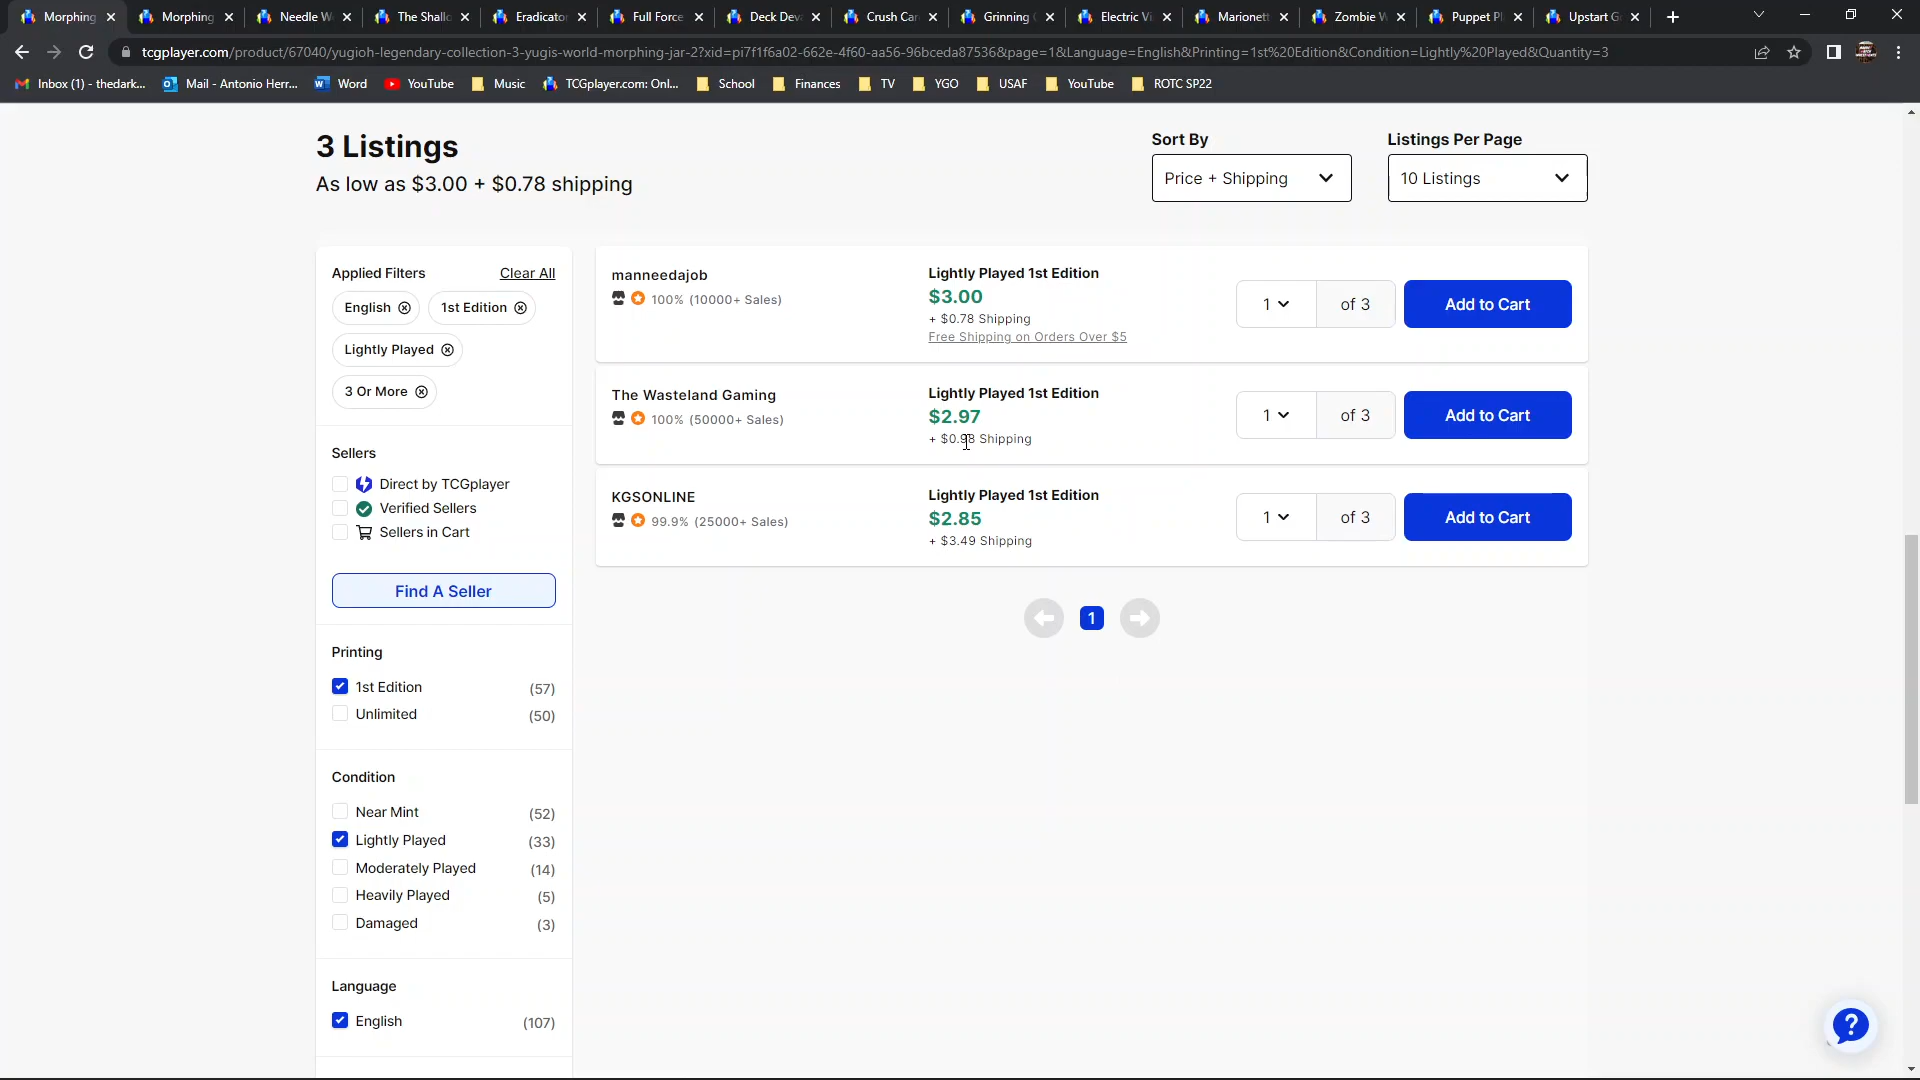 Morphing
Morphing
Needle W
The Shallo
Eradicator
Full Force
Deck Deva
Crush Car
Grinning
Electric Vi
Marionett
Zombie W
Puppet Pl
Upstart G
tcgplayer.com/product/67040/yugioh-legendary-collection-3-yugis-world-morphing-jar-2?xid=pi7f1f6a02-662e-4f60-aa56-96bceda87536&page=1&Language=English&Printing=1st%20Edition&Condition=Lightly%20Played&Quantity=3
Inbox (1) - thedark...
Mail - Antonio Herr...
Word
YouTube
Music
TCGplayer.com: Onl...
School
Finances
TV
YGO
USAF
YouTube
ROTC SP22
3 Listings
As low as $3.00 + $0.78 shipping
Sort By
Price + Shipping
Listings Per Page
10 Listings
Applied Filters
Clear All
English
1st Edition
Lightly Played
3 Or More
Sellers
Direct by TCGplayer
Verified Sellers
Sellers in Cart
Find A Seller
Printing
1st Edition (57)
Unlimited (50)
Condition
Near Mint (52)
Lightly Played (33)
Moderately Played (14)
Heavily Played (5)
Damaged (3)
Language
English (107)
manneedajob
100% (10000+ Sales)
Lightly Played 1st Edition
$3.00
+ $0.78 Shipping
Free Shipping on Orders Over $5
1 of 3
Add to Cart
The Wasteland Gaming
100% (50000+ Sales)
Lightly Played 1st Edition
$2.97
+ $0.98 Shipping
1 of 3
Add to Cart
KGSONLINE
99.9% (25000+ Sales)
Lightly Played 1st Edition
$2.85
+ $3.49 Shipping
1 of 3
Add to Cart
1
?